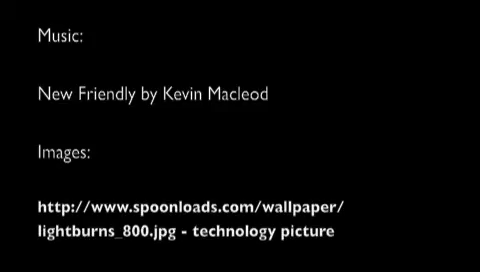 Music:
New Friendly by Kevin Macleod
Images:
http://www.spoonloads.com/wallpaper/
lightburns_800.jpg - technology picture